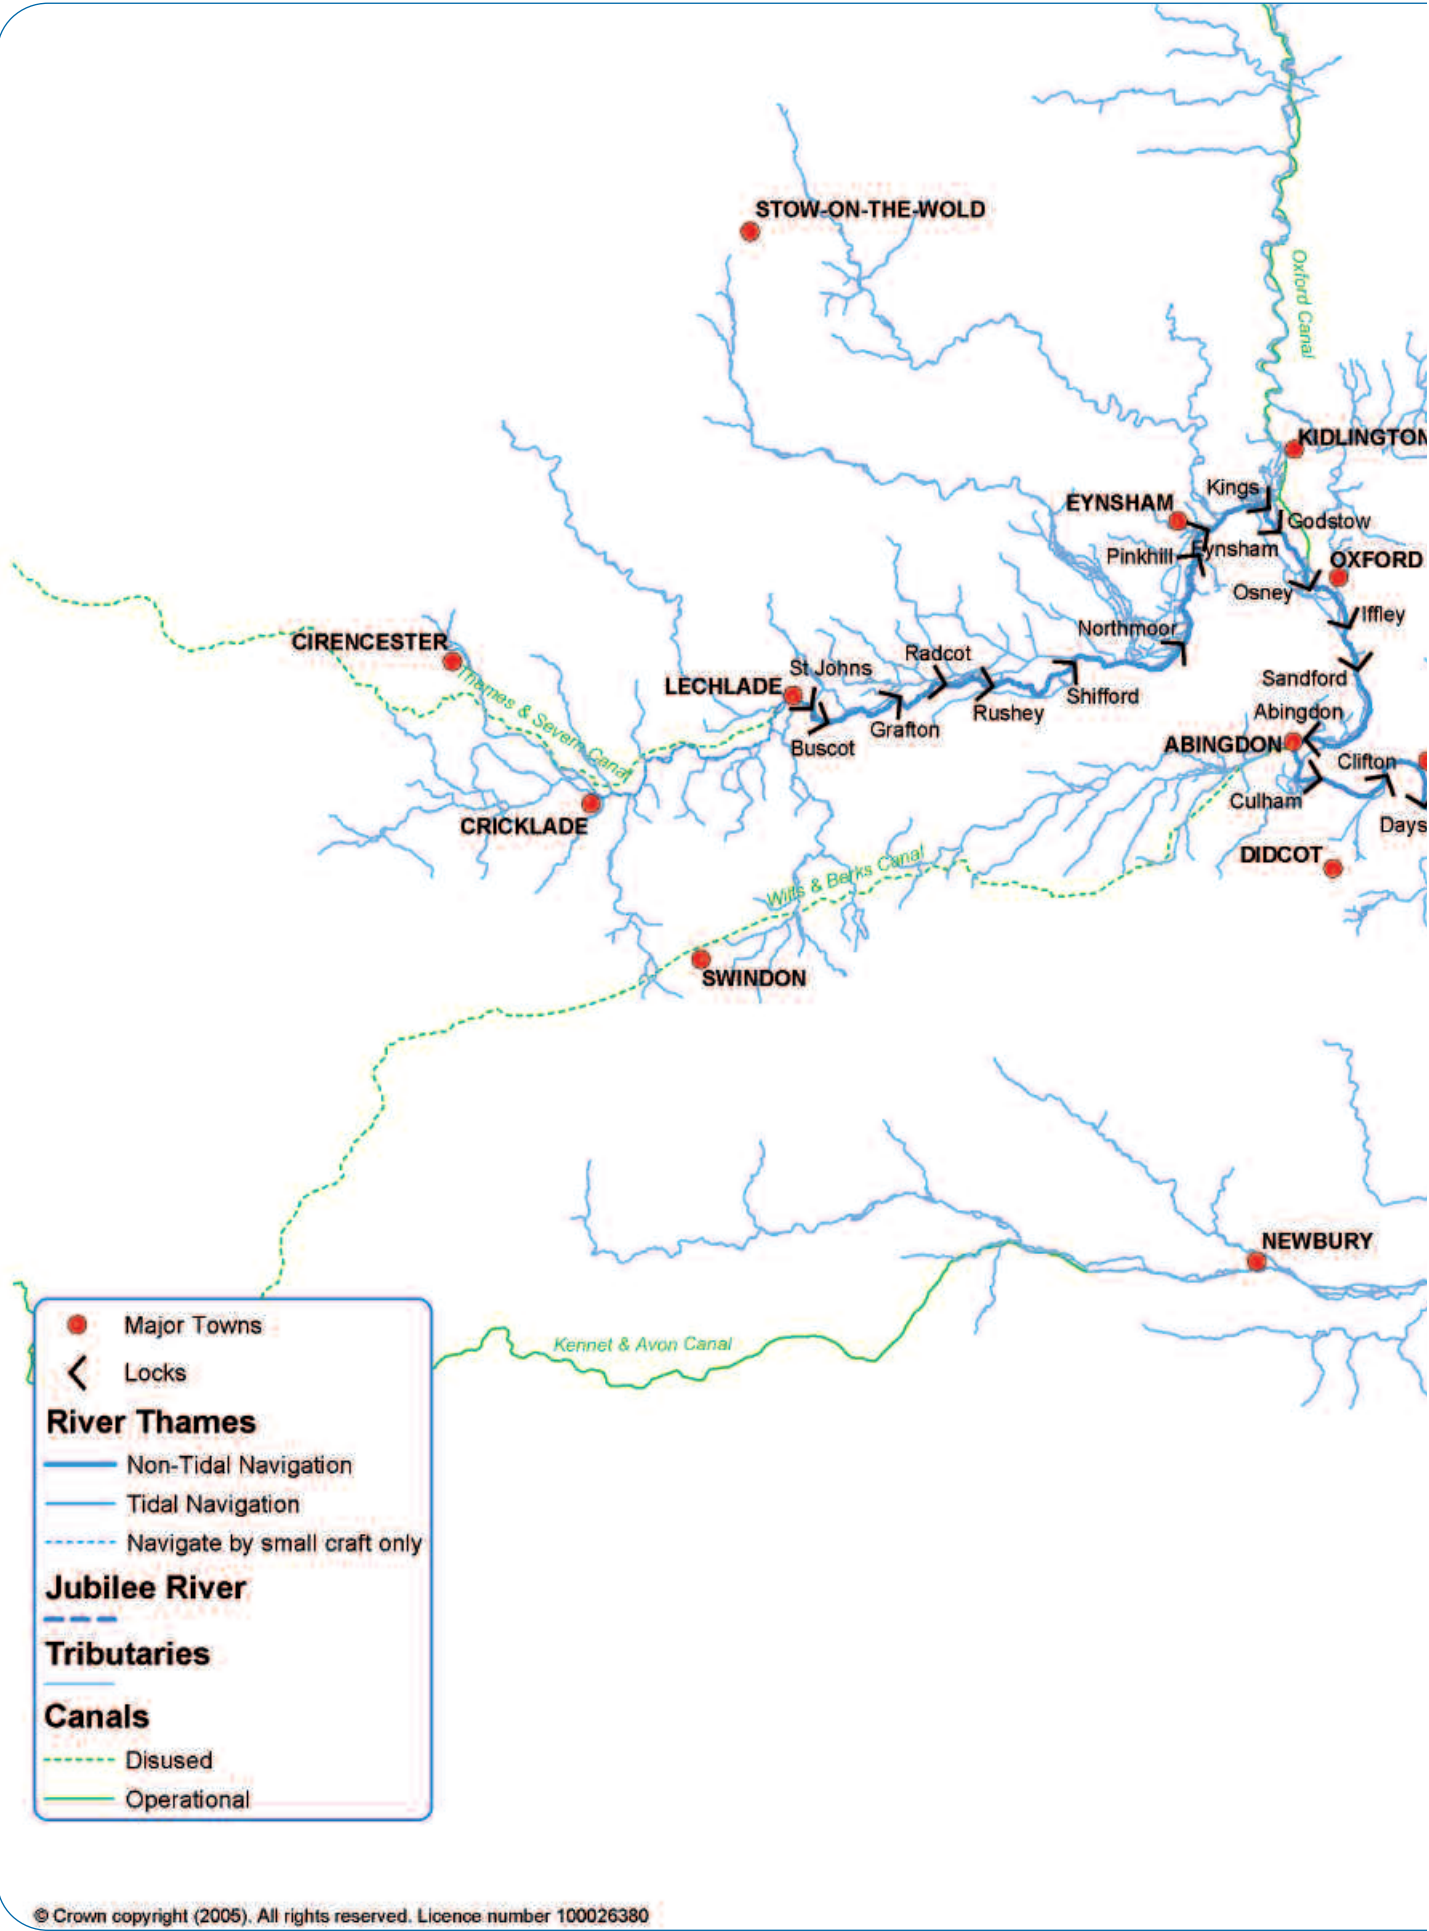 STOW-ON-THE-WOLD
Oxford Canal
KIDLINGTON
Kings
EYNSHAM
Godstow
Eynsham
Pinkhill
OXFORD
Osney
Iffley
Northmoor
CIRENCESTER
Radcot
St Johns
Sandford
LECHLADE
Shifford
Thames & Severn Canal
Rushey
Abingdon
Grafton
Buscot
ABINGDON
Clifton
Culham
CRICKLADE
Days
DIDCOT
Wilts & Berks Canal
SWINDON
NEWBURY
Kennet & Avon Canal
Major Towns
Locks
River Thames
Non-Tidal Navigation
Tidal Navigation
Navigate by small craft only
Jubilee River
Tributaries
Canals
Disused
Operational
© Crown copyright (2005). All rights reserved. Licence number 100026380